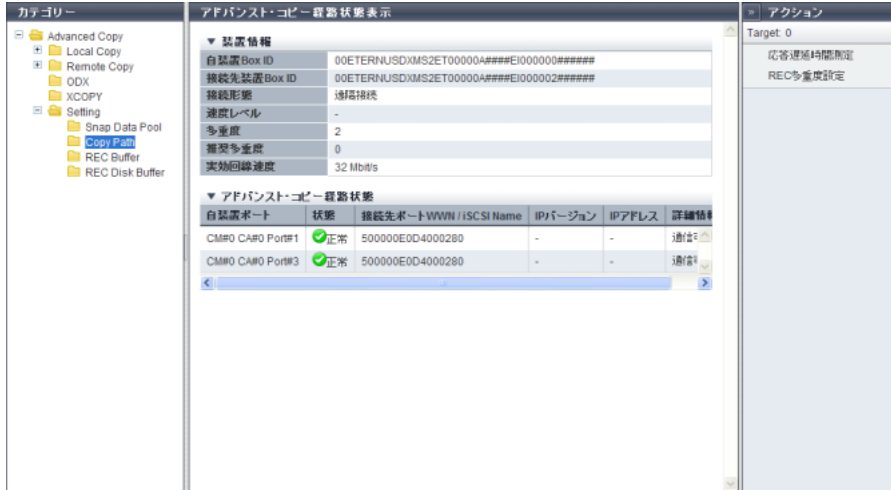 カテゴリー
Advanced Copy
Local Copy
Remote Copy
ODX
XCOPY
Setting
Snap Data Pool
Copy Path
REC Buffer
REC Disk Buffer
アドバンスト・コピー経路状態表示
▼ 装置情報
自装置Box ID 00ETERNUSDXMS2ET00000A####EI000000######
接続先装置Box ID 00ETERNUSDXMS2ET00000A####EI000002######
接続形態 遠隔接続
速度レベル -
多重度 2
推奨多重度 0
実効回線速度 32 Mbit/s
▼ アドバンスト・コピー経路状態
自装置ポート 状態 接続先ポートWWN / iSCSI Name IPバージョン IPアドレス 詳細情報
CM#0 CA#0 Port#1 正常 500000E0D4000280 - - 通信
CM#0 CA#0 Port#3 正常 500000E0D4000280 - - 通信
» アクション
Target: 0
応答遅延時間測定
REC多重度設定